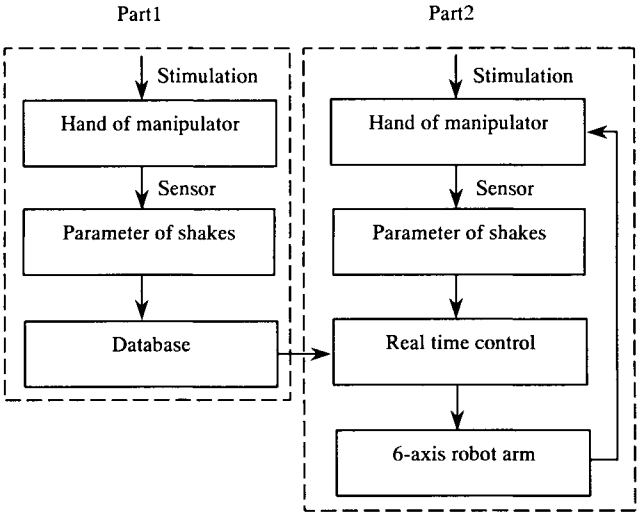 Part1
Stimulation
Hand of manipulator
Sensor
Parameter of shakes
Database
Part2
Stimulation
Hand of manipulator
Sensor
Parameter of shakes
Real time control
6-axis robot arm